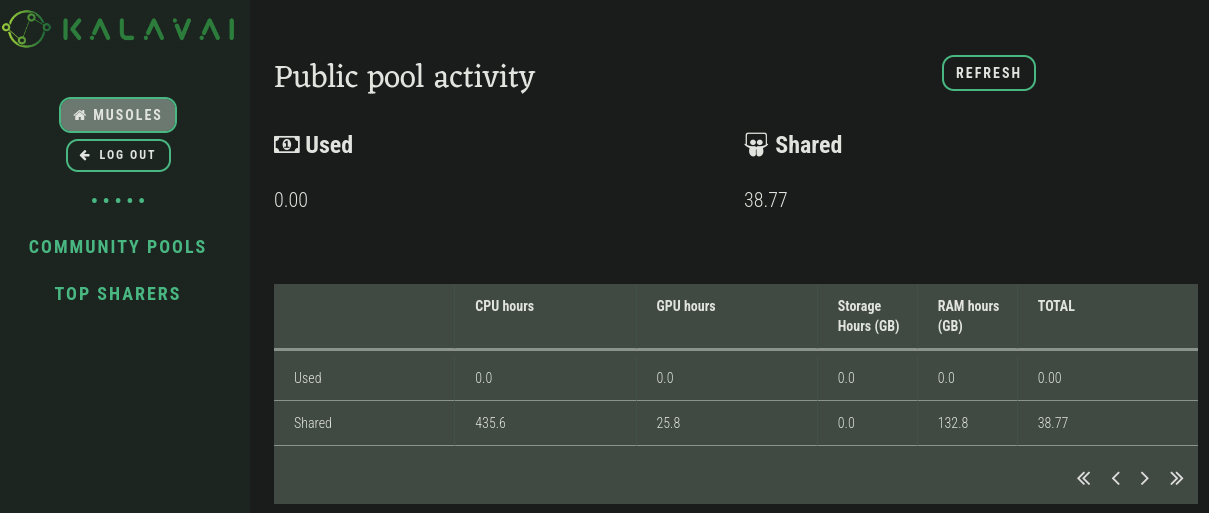 KALAVAI
MUSOLES
LOG OUT
COMMUNITY POOLS
TOP SHARERS
Public pool activity
REFRESH
Used
Shared
0.00
38.77
CPU hours GPU hours Storage Hours (GB) RAM hours (GB) TOTAL
Used 0.0 0.0 0.0 0.0 0.00
Shared 435.6 25.8 0.0 132.8 38.77